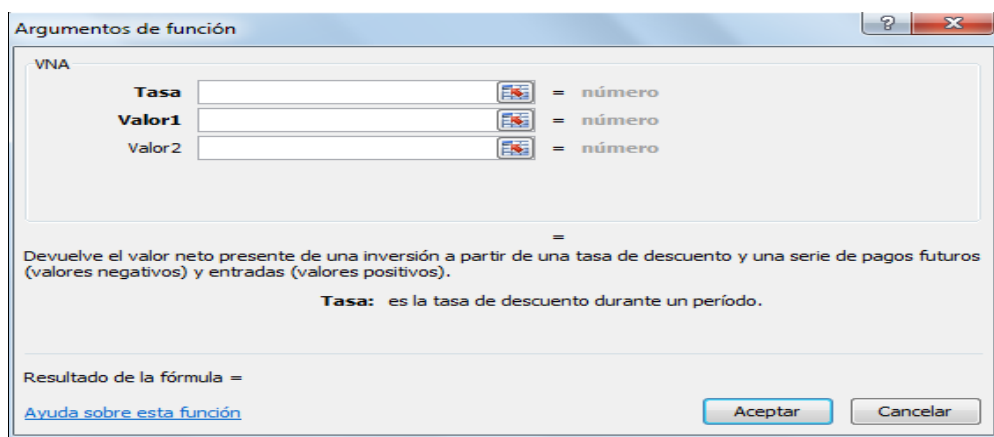 Argumentos de función
VNA
Tasa = número
Valor1 = número
Valor2 = número
=
Devuelve el valor neto presente de una inversión a partir de una tasa de descuento y una serie de pagos futuros
(valores negativos) y entradas (valores positivos).
Tasa: es la tasa de descuento durante un período.
Resultado de la fórmula =
Ayuda sobre esta función
Aceptar
Cancelar